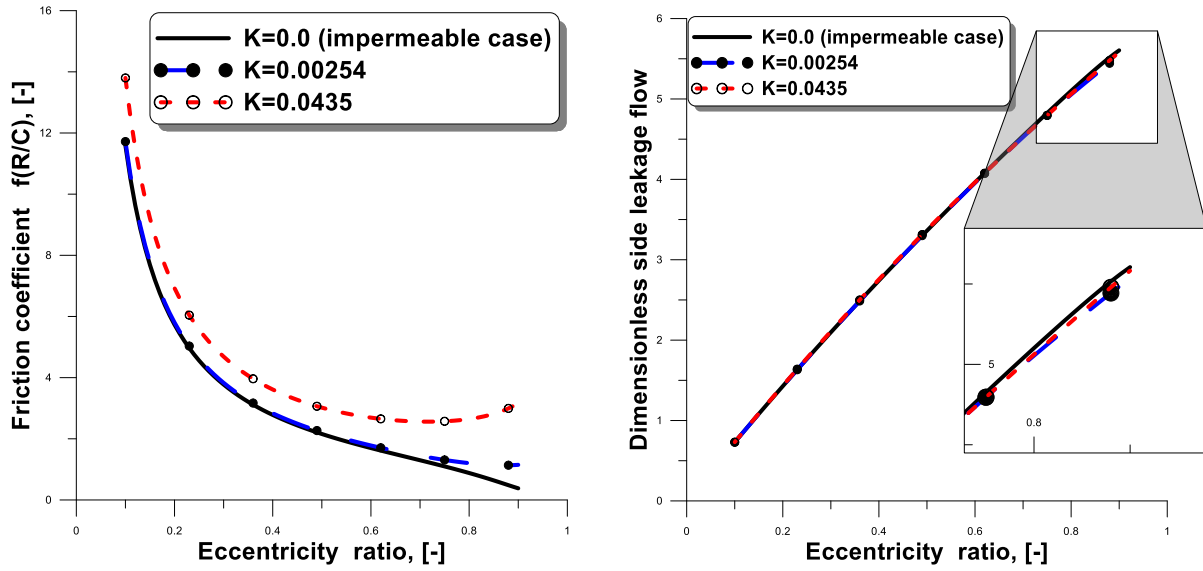 16
12
8
4
0
Friction coefficient f(R/C), [-]
K=0.0 (impermeable case)
K=0.00254
K=0.0435
0
0.2
0.4
0.6
0.8
1
Eccentricity ratio, [-]
6
5
4
3
2
1
0
Dimensionless side leakage flow
K=0.0 (impermeable case)
K=0.00254
K=0.0435
5
0.8
0
0.2
0.4
0.6
0.8
1
Eccentricity ratio, [-]